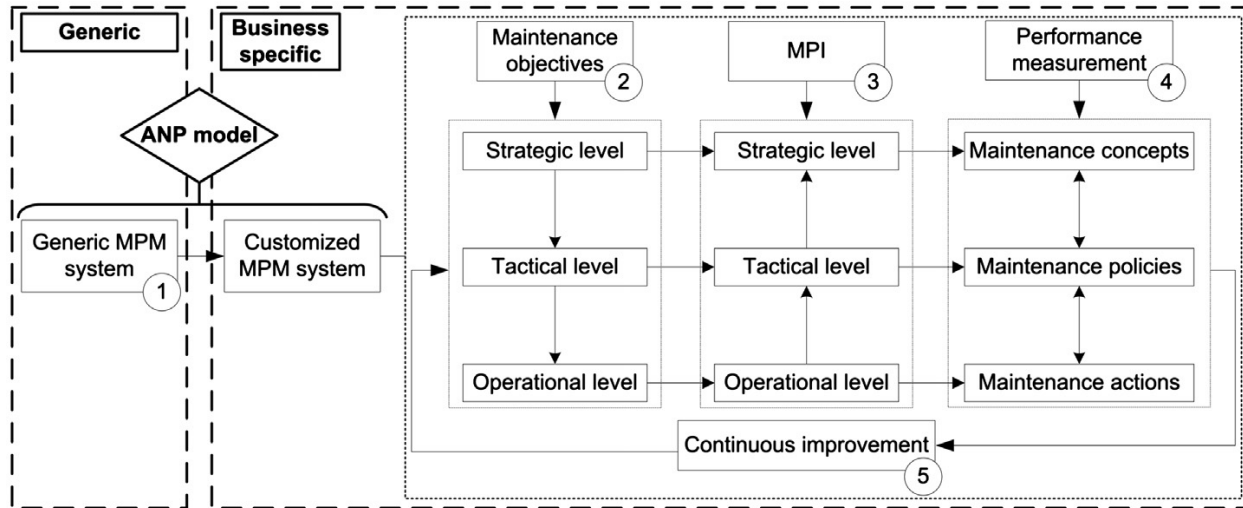 Generic
Business
specific
ANP model
Generic MPM
system
1
Customized
MPM system
Maintenance
objectives
2
MPI
3
Performance
measurement
4
Strategic level
Strategic level
Maintenance concepts
Tactical level
Tactical level
Maintenance policies
Operational level
Operational level
Maintenance actions
Continuous improvement
5